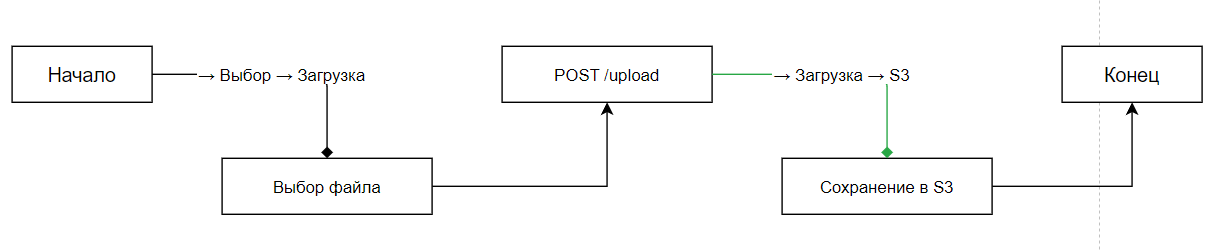 Начало
→ Выбор → Загрузка
Выбор файла
POST /upload
→ Загрузка → S3
Сохранение в S3
Конец